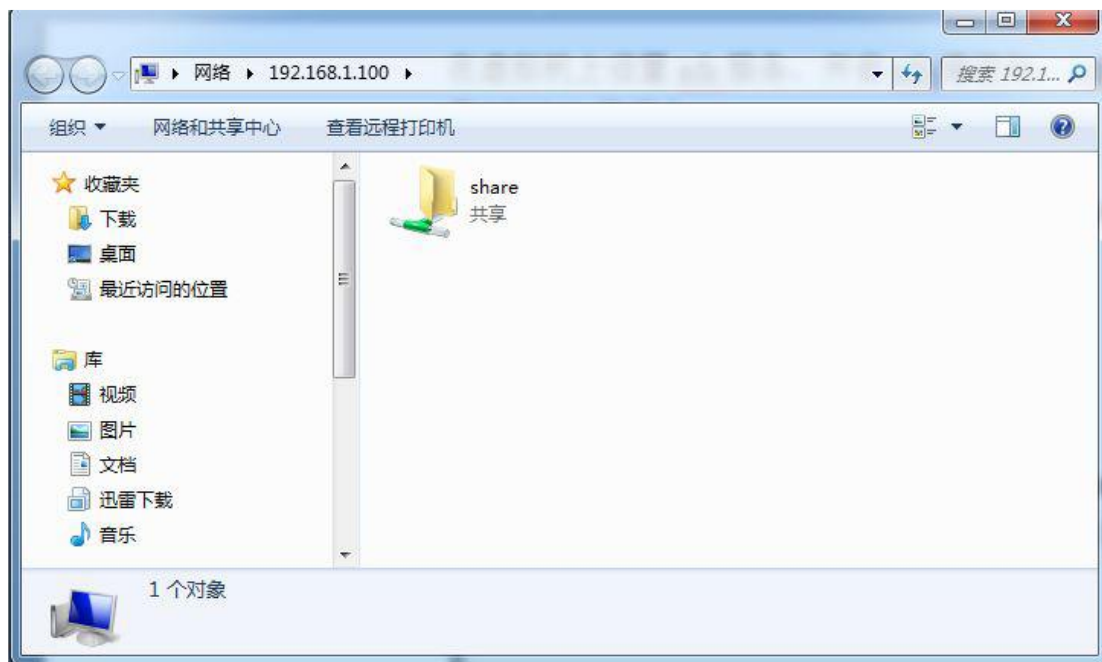 网络 192.168.1.100
搜索 192.1...
组织 网络和共享中心 查看远程打印机
收藏夹
下载
桌面
最近访问的位置
库
视频
图片
文档
迅雷下载
音乐
share
共享
1 个对象